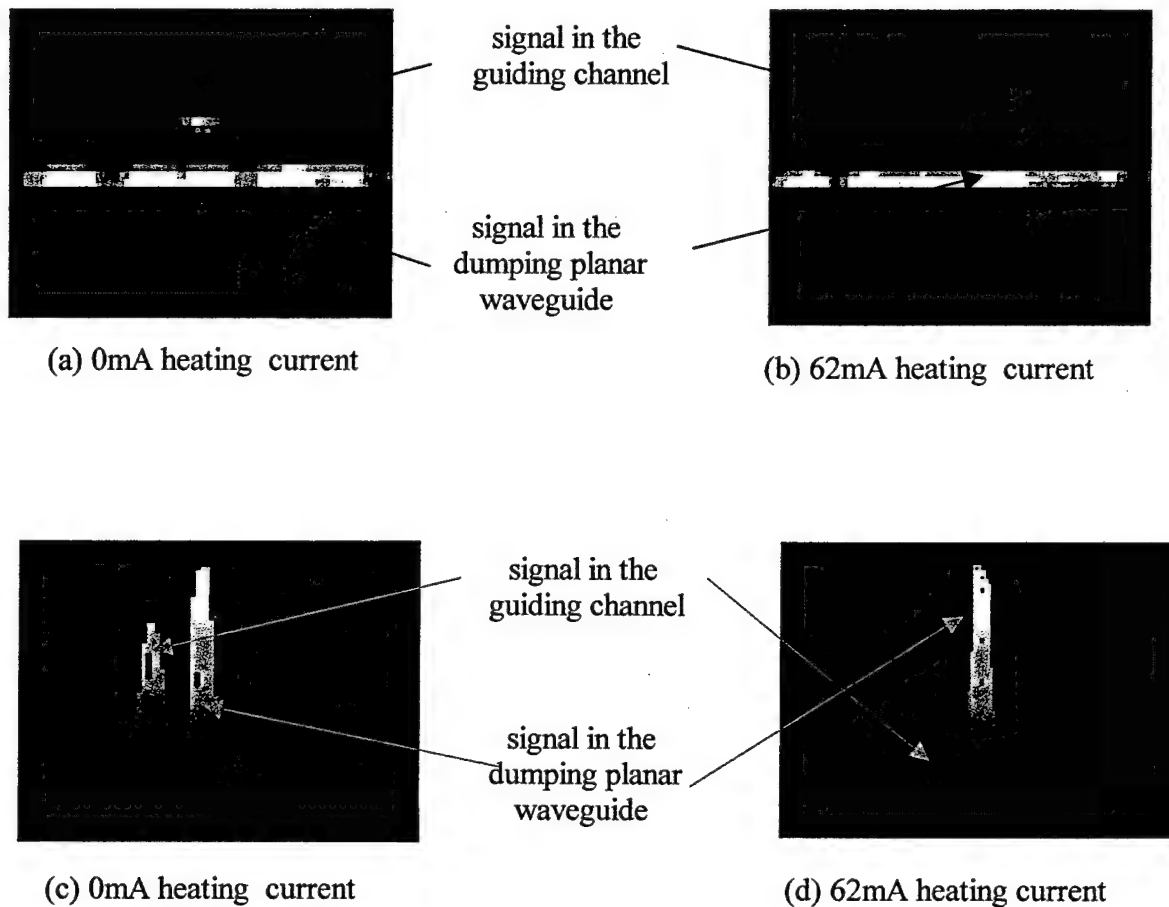 signal in the
guiding channel
signal in the
dumping planar
waveguide
(a) 0mA heating current
(b) 62mA heating current
signal in the
guiding channel
signal in the
dumping planar
waveguide
(c) 0mA heating current
(d) 62mA heating current